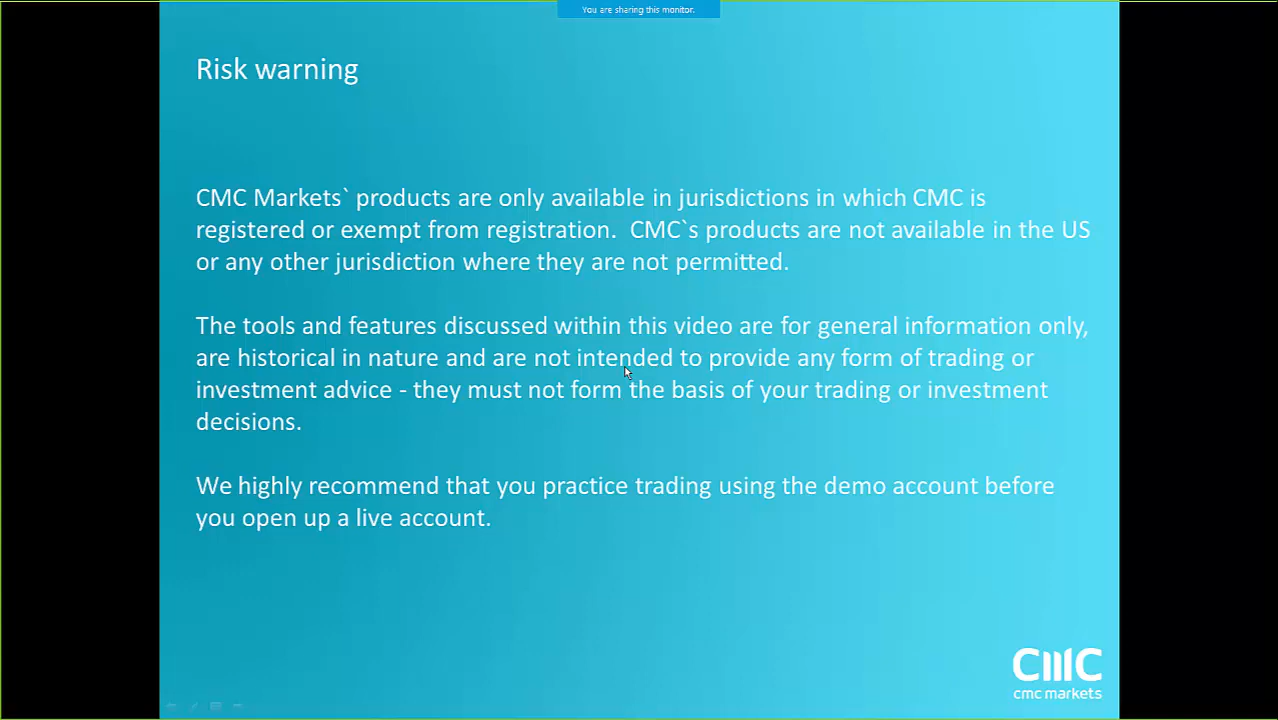 You are sharing this monitor.
Risk warning
CMC Markets` products are only available in jurisdictions in which CMC is
registered or exempt from registration.  CMC`s products are not available in the US
or any other jurisdiction where they are not permitted.
The tools and features discussed within this video are for general information only,
are historical in nature and are not intended to provide any form of trading or
investment advice - they must not form the basis of your trading or investment
decisions.
We highly recommend that you practice trading using the demo account before
you open up a live account.
CMC
cmc markets